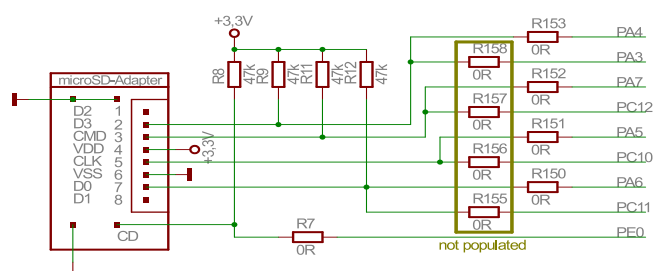 +3,3V
R153
PA4
0R
R158
PA3
0R
microSD-Adapter
R8
47k
R9
47k
R11
47k
R12
47k
R152
PA7
0R
D2 1
R157
PC12
D3 2
0R
CMD 3
R151
PA5
VDD 4
+3,3V
0R
CLK 5
R156
PC10
VSS 6
0R
D0 7
R150
PA6
D1 8
0R
R155
PC11
0R
CD
R7
PE0
0R
not populated